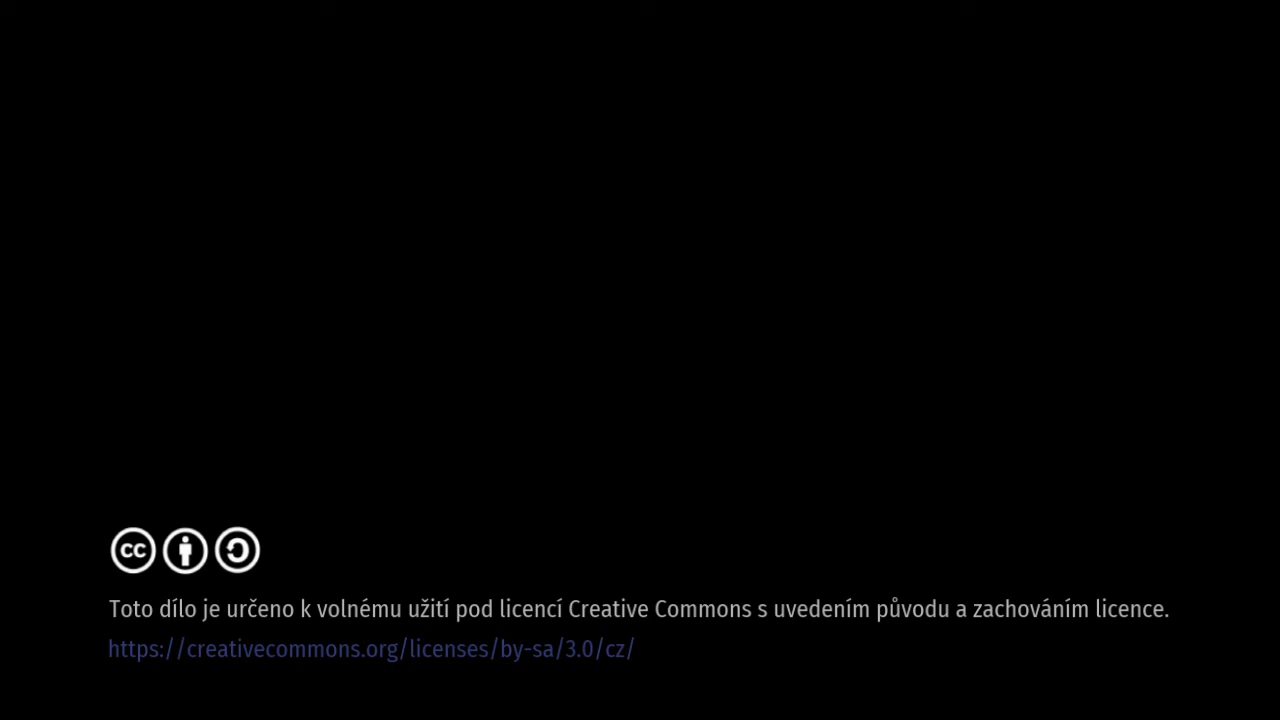 Toto dílo je určeno k volnému užití pod licencí Creative Commons s uvedením původu a zachováním licence.
https://creativecommons.org/licenses/by-sa/3.0/cz/